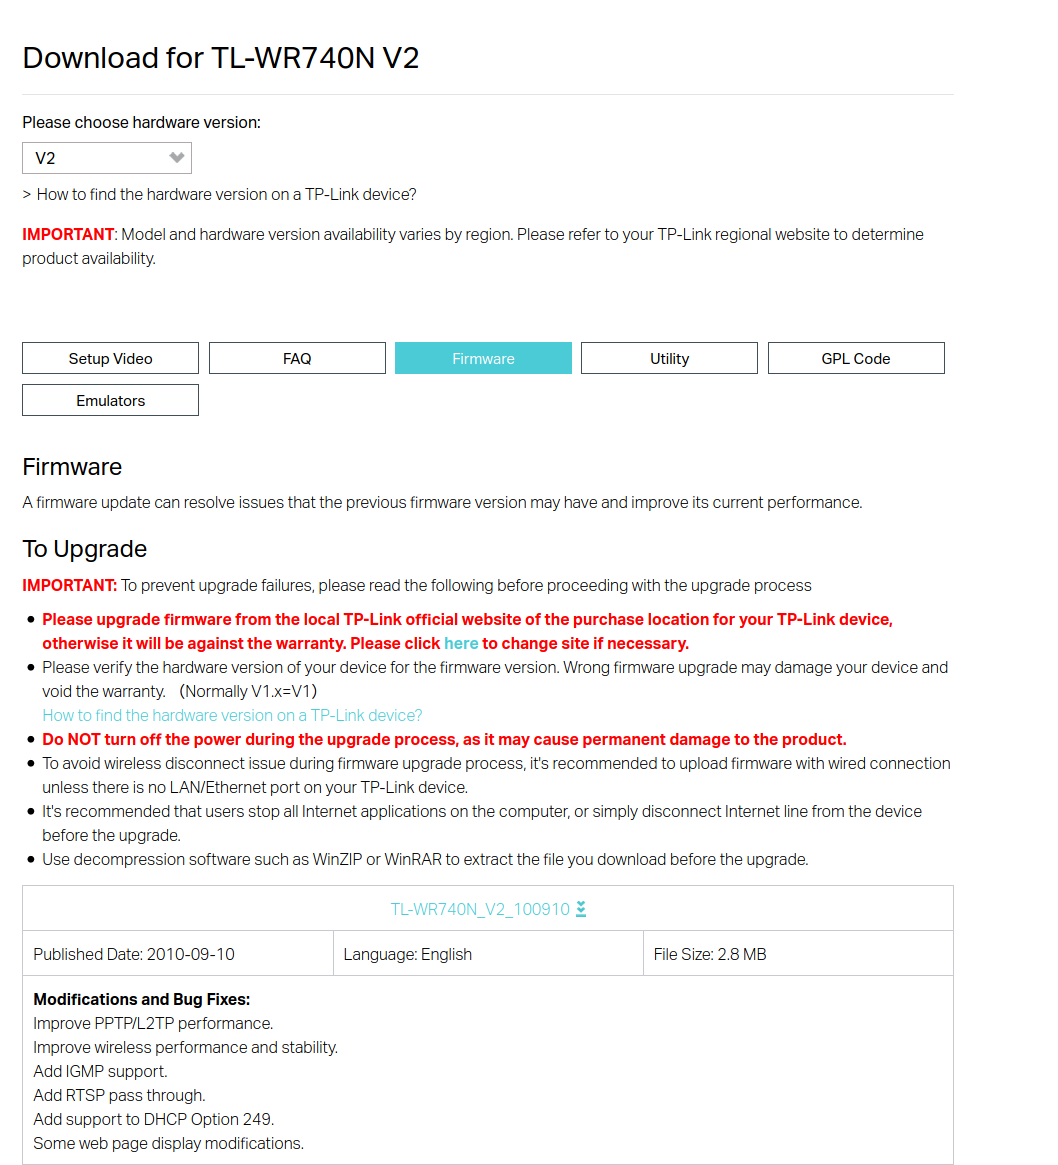 Download for TL-WR740N V2
Please choose hardware version:
V2
> How to find the hardware version on a TP-Link device?
IMPORTANT: Model and hardware version availability varies by region. Please refer to your TP-Link regional website to determine
product availability.
Setup Video
FAQ
Firmware
Utility
GPL Code
Emulators
Firmware
A firmware update can resolve issues that the previous firmware version may have and improve its current performance.
To Upgrade
IMPORTANT: To prevent upgrade failures, please read the following before proceeding with the upgrade process
● Please upgrade firmware from the local TP-Link official website of the purchase location for your TP-Link device,
otherwise it will be against the warranty. Please click here to change site if necessary.
● Please verify the hardware version of your device for the firmware version. Wrong firmware upgrade may damage your device and
void the warranty. （Normally V1.x=V1）
How to find the hardware version on a TP-Link device?
● Do NOT turn off the power during the upgrade process, as it may cause permanent damage to the product.
● To avoid wireless disconnect issue during firmware upgrade process, it's recommended to upload firmware with wired connection
unless there is no LAN/Ethernet port on your TP-Link device.
● It's recommended that users stop all Internet applications on the computer, or simply disconnect Internet line from the device
before the upgrade.
● Use decompression software such as WinZIP or WinRAR to extract the file you download before the upgrade.
TL-WR740N_V2_100910
Published Date: 2010-09-10
Language: English
File Size: 2.8 MB
Modifications and Bug Fixes:
Improve PPTP/L2TP performance.
Improve wireless performance and stability.
Add IGMP support.
Add RTSP pass through.
Add support to DHCP Option 249.
Some web page display modifications.